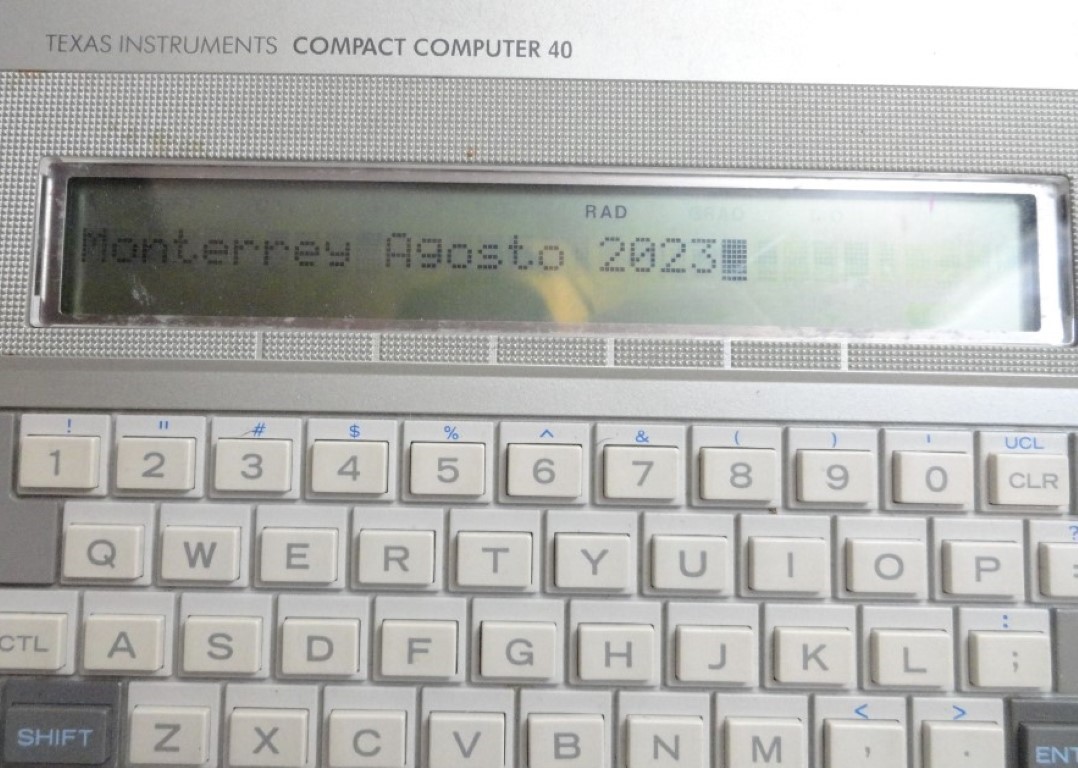 TEXAS INSTRUMENTS COMPACT COMPUTER 40
RAD
Monterrey Agosto 2023
! " # $ % ^ & ( ) ' UCL
1 2 3 4 5 6 7 8 9 0 CLR
?
Q W E R T Y U I O P
:
CTL A S D F G H J K L ;
< >
SHIFT Z X C V B N M , . ENT